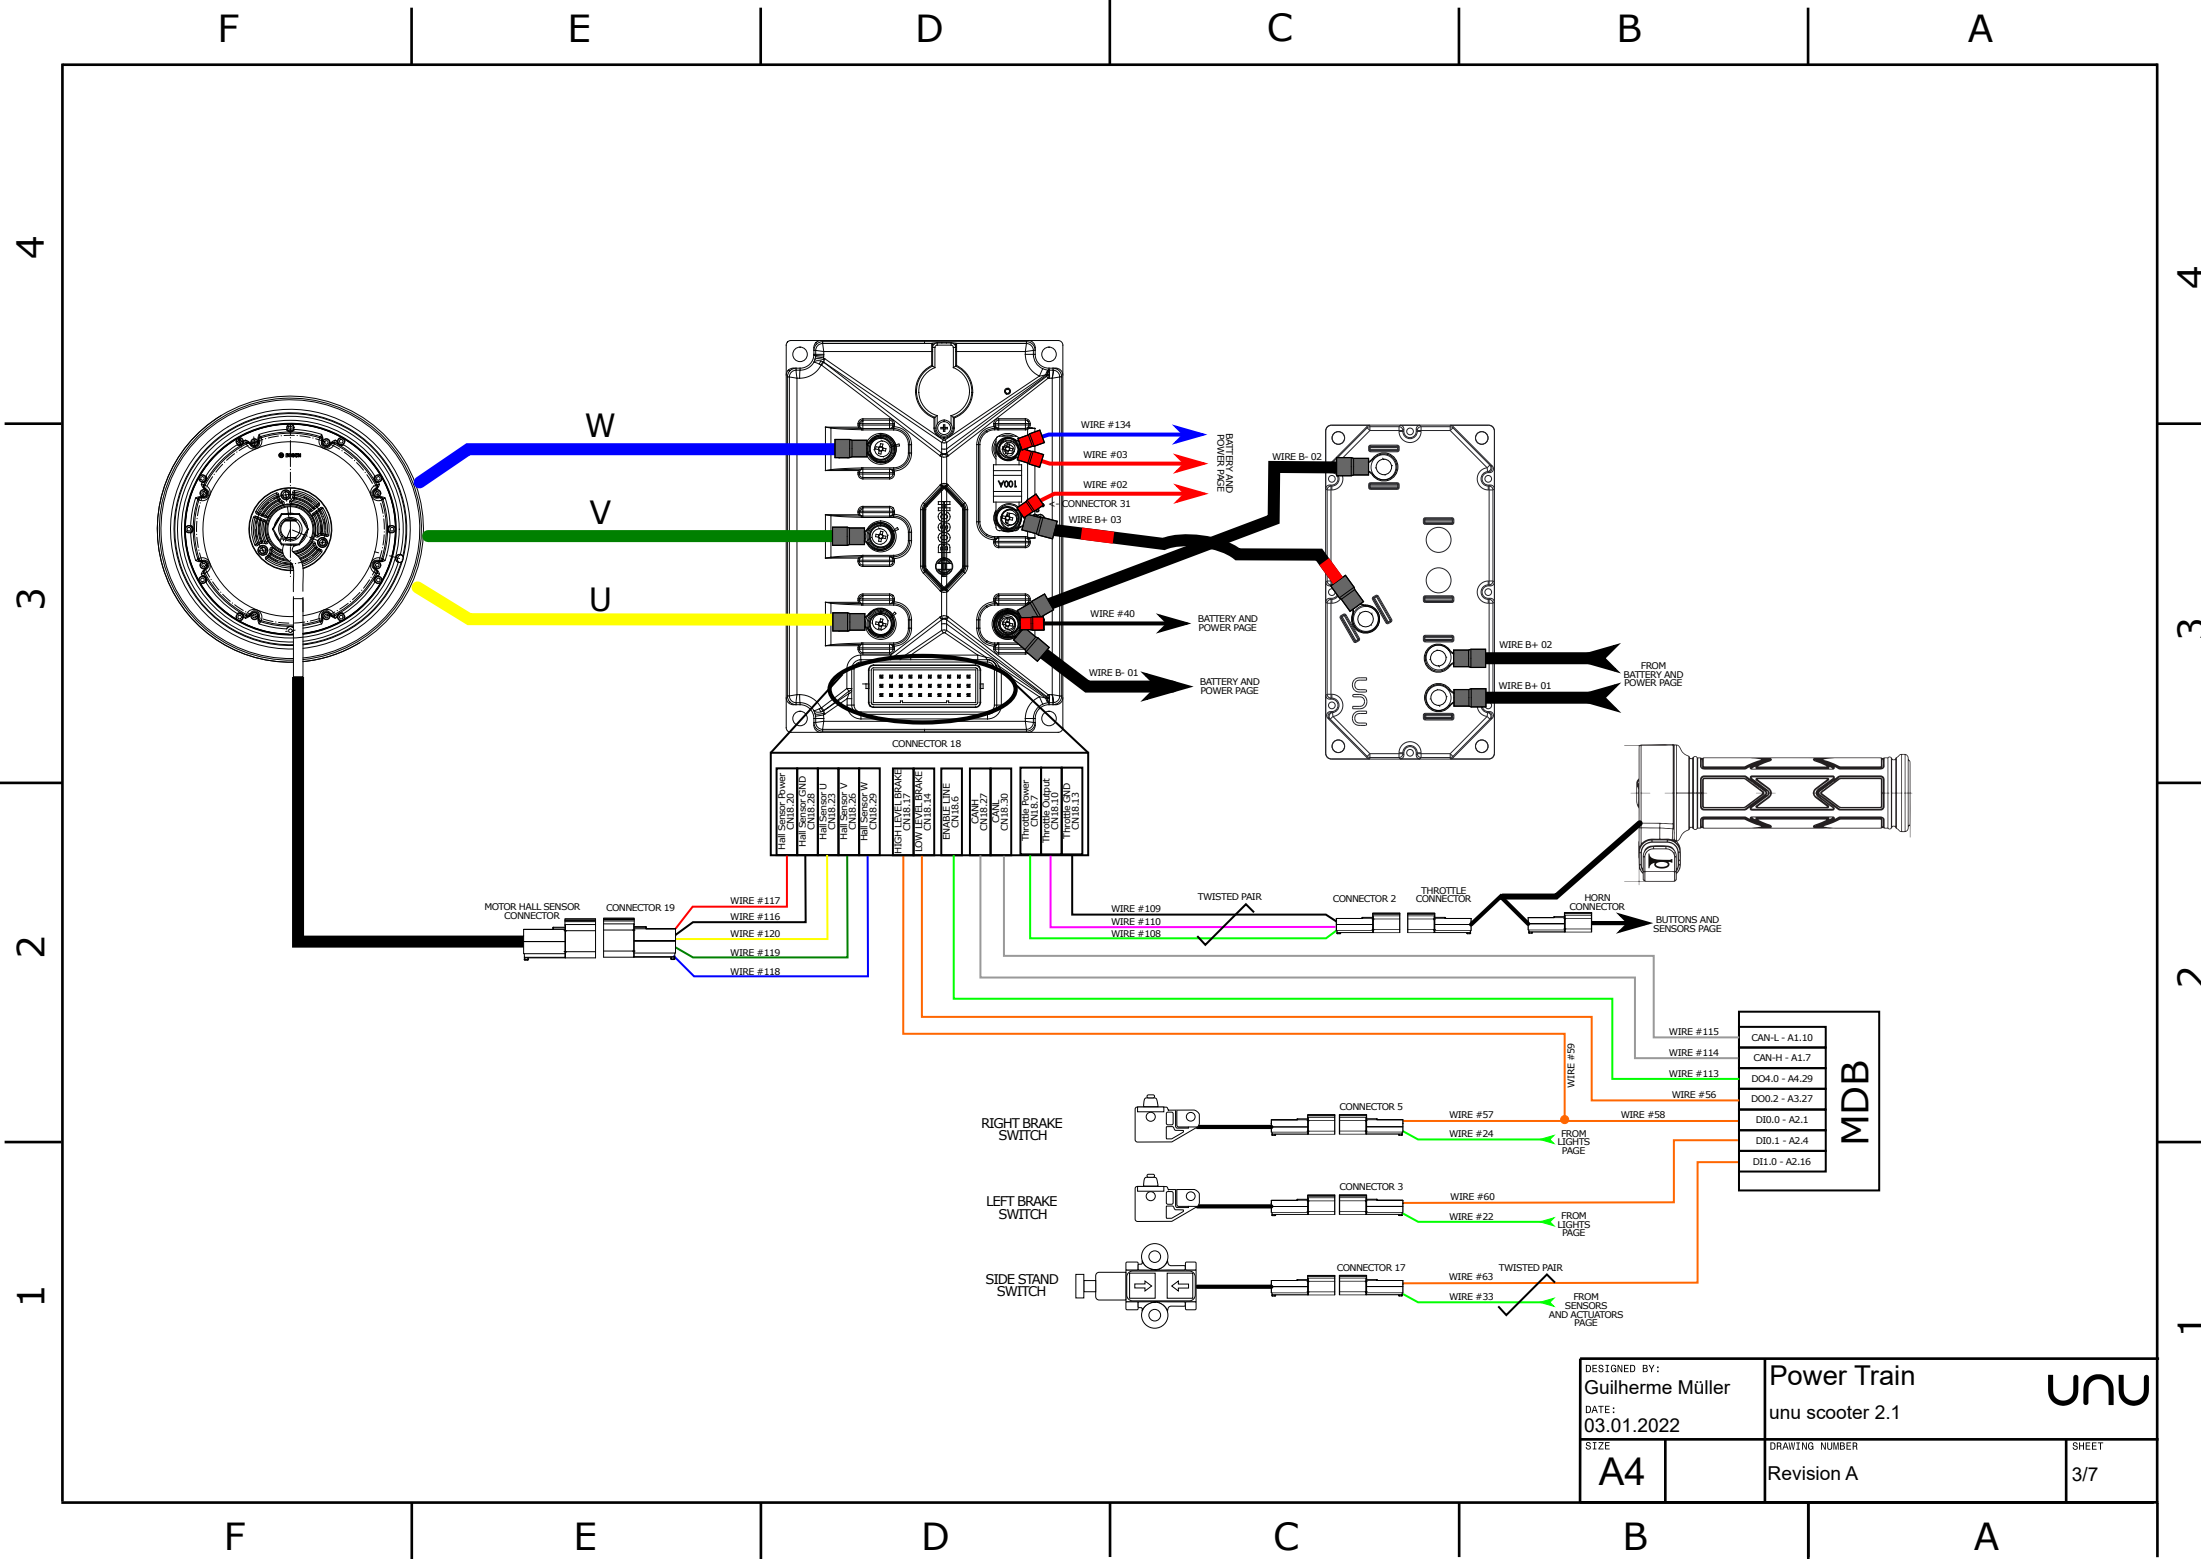 F
E
D
C
B
A
4
4
3
3
2
2
1
1
W
V
U
BOSCH
100A
WIRE #134
WIRE #03
WIRE #02
BATTERY AND
POWER PAGE
<-CONNECTOR 31
WIRE B+ 03
WIRE B- 02
WIRE #40
BATTERY AND
POWER PAGE
WIRE B- 01
BATTERY AND
POWER PAGE
WIRE B+ 02
WIRE B+ 01
FROM
BATTERY AND
POWER PAGE
unu
CONNECTOR 18
Hall Sensor Power
CN18.20
Hall Sensor GND
CN18.28
Hall Sensor U
CN18.23
Hall Sensor V
CN18.26
Hall Sensor W
CN18.29
HIGH LEVEL BRAKE
CN18.17
LOW LEVEL BRAKE
CN18.14
ENABLE LINE
CN18.6
CANH
CN18.27
CANL
CN18.30
Throttle Power
CN18.7
Throttle Output
CN18.10
Throttle GND
CN18.13
MOTOR HALL SENSOR
CONNECTOR
CONNECTOR 19
WIRE #117
WIRE #116
WIRE #120
WIRE #119
WIRE #118
WIRE #109
WIRE #110
WIRE #108
TWISTED PAIR
CONNECTOR 2
THROTTLE
CONNECTOR
HORN
CONNECTOR
BUTTONS AND
SENSORS PAGE
WIRE #115
WIRE #114
WIRE #113
WIRE #56
WIRE #59
WIRE #58
CAN-L - A1.10
CAN-H - A1.7
DO4.0 - A4.29
DO0.2 - A3.27
DI0.0 - A2.1
DI0.1 - A2.4
DI1.0 - A2.16
MDB
RIGHT BRAKE
SWITCH
CONNECTOR 5
WIRE #57
WIRE #24
FROM
LIGHTS
PAGE
LEFT BRAKE
SWITCH
CONNECTOR 3
WIRE #60
WIRE #22
FROM
LIGHTS
PAGE
SIDE STAND
SWITCH
CONNECTOR 17
WIRE #63
WIRE #33
TWISTED PAIR
FROM
SENSORS
AND ACTUATORS
PAGE
DESIGNED BY:
Guilherme Müller
DATE:
03.01.2022
Power Train
unu scooter 2.1
unu
SIZE
A4
DRAWING NUMBER
Revision A
SHEET
3/7
F
E
D
C
B
A